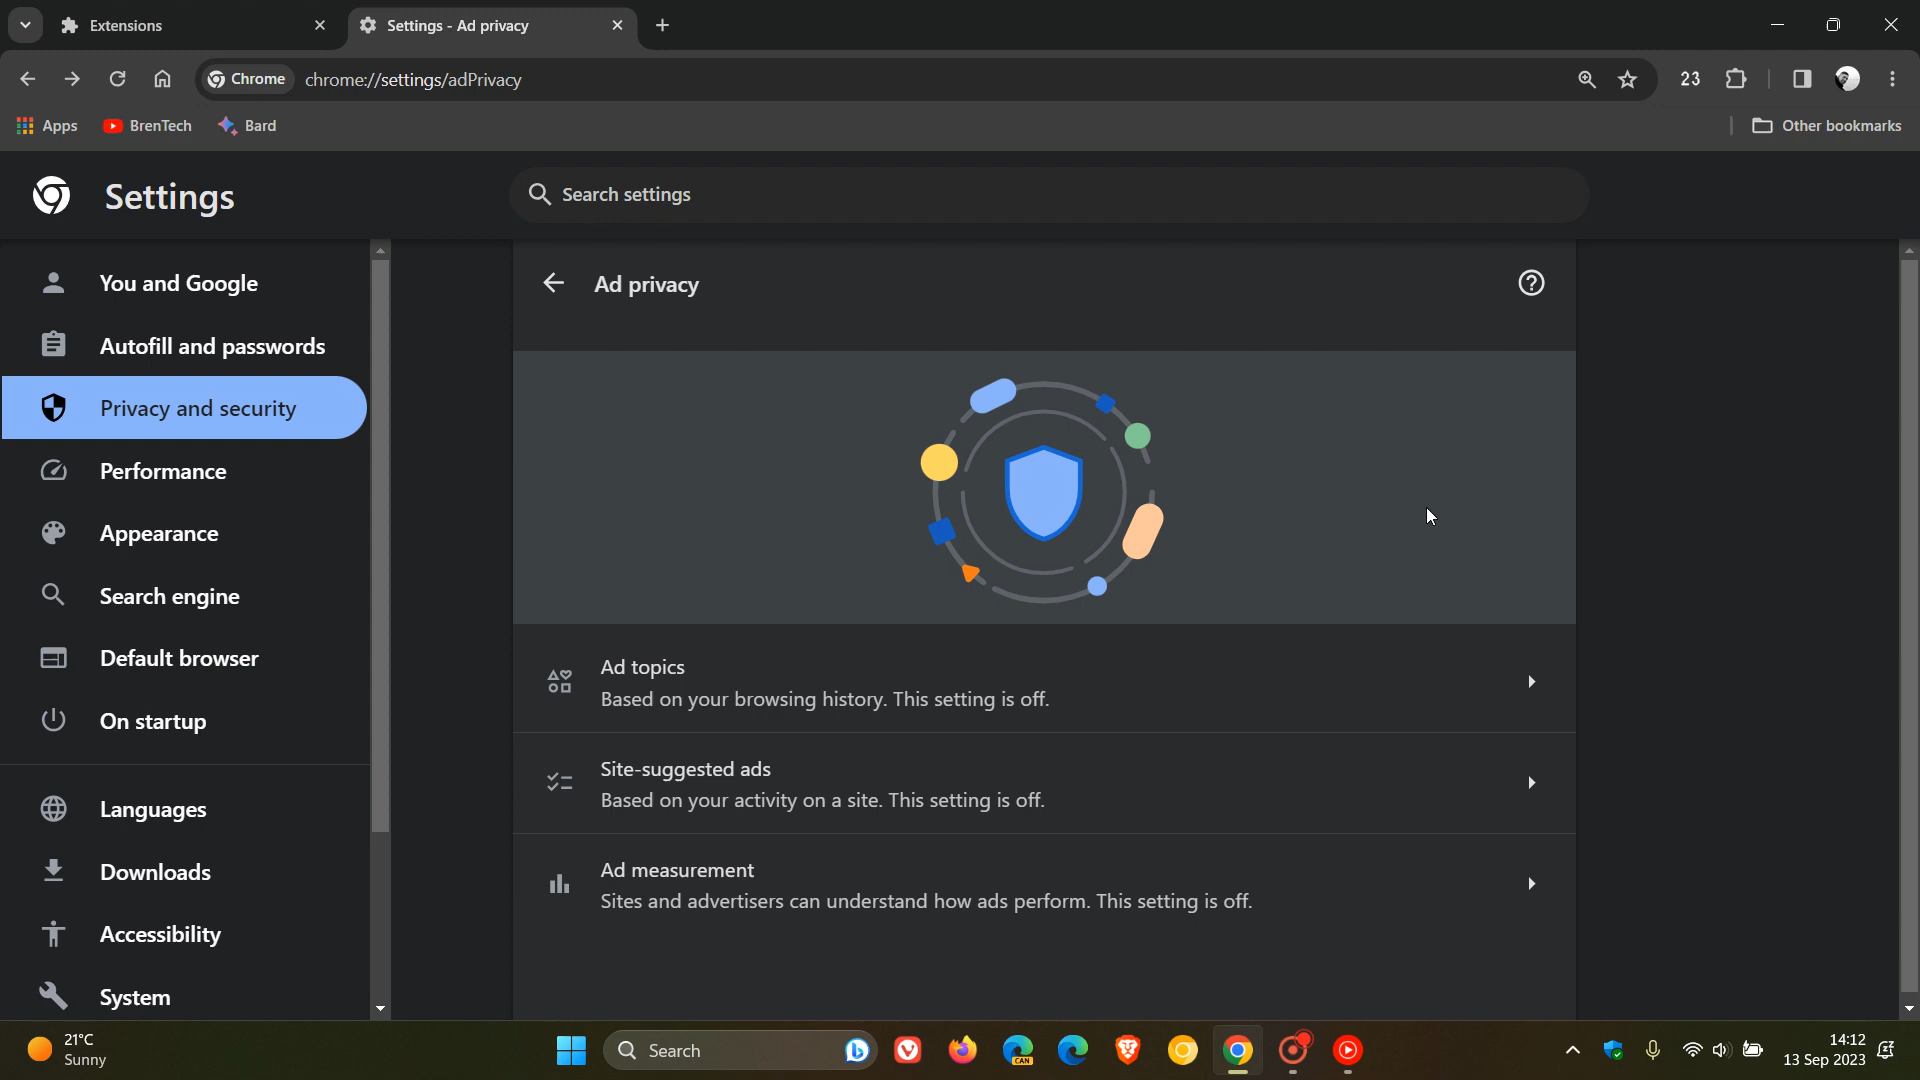 Extensions
Settings - Ad privacy
Chrome
chrome://settings/adPrivacy
23
Apps
BrenTech
Bard
Other bookmarks
Settings
Search settings
You and Google
Autofill and passwords
Privacy and security
Performance
Appearance
Search engine
Default browser
On startup
Languages
Downloads
Accessibility
System
Ad privacy
Ad topics
Based on your browsing history. This setting is off.
Site-suggested ads
Based on your activity on a site. This setting is off.
Ad measurement
Sites and advertisers can understand how ads perform. This setting is off.
21°C
Sunny
Search
CAN
14:12
13 Sep 2023